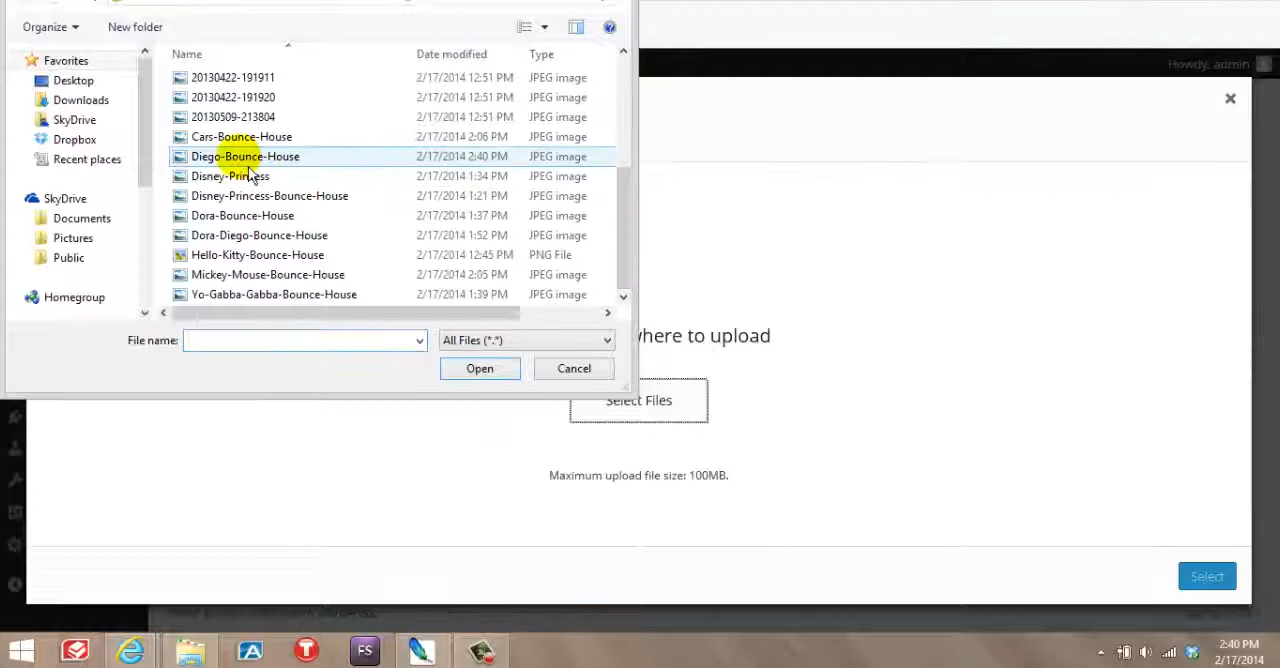 Organize New folder
Howdy, admin
Name Date modified Type
Favorites
Desktop
Downloads
SkyDrive
Dropbox
Recent places
SkyDrive
Documents
Pictures
Public
Homegroup
20130422-191911 2/17/2014 12:51 PM JPEG image
20130422-191920 2/17/2014 12:51 PM JPEG image
20130509-213804 2/17/2014 12:51 PM JPEG image
Cars-Bounce-House 2/17/2014 2:06 PM JPEG image
Diego-Bounce-House 2/17/2014 2:40 PM JPEG image
Disney-Princess 2/17/2014 1:34 PM JPEG image
Disney-Princess-Bounce-House 2/17/2014 1:21 PM JPEG image
Dora-Bounce-House 2/17/2014 1:37 PM JPEG image
Dora-Diego-Bounce-House 2/17/2014 1:52 PM JPEG image
Hello-Kitty-Bounce-House 2/17/2014 12:45 PM PNG File
Mickey-Mouse-Bounce-House 2/17/2014 2:05 PM JPEG image
Yo-Gabba-Gabba-Bounce-House 2/17/2014 1:39 PM JPEG image
File name: All Files (*.*)
where to upload
Open Cancel
Select Files
Maximum upload file size: 100MB.
Select
FS
2:40 PM
2/17/2014